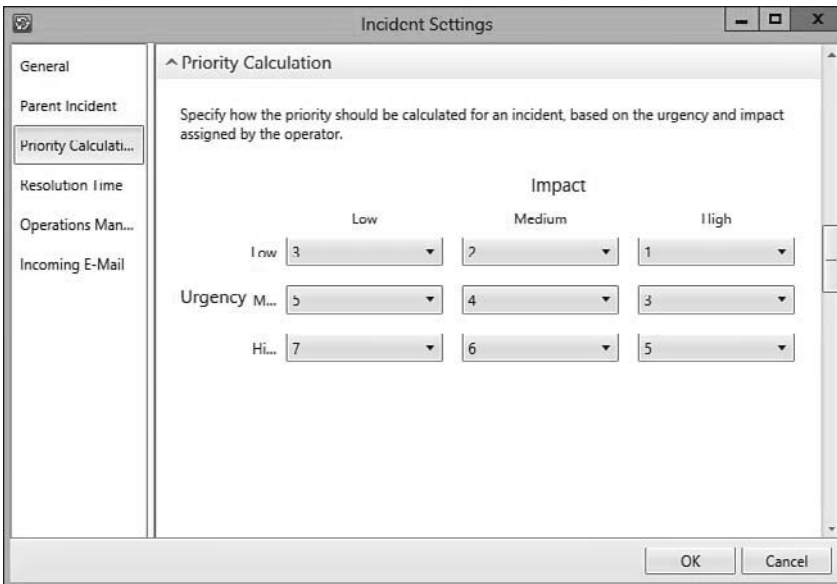 Incident Settings
General
Parent Incident
Priority Calculati...
Resolution Time
Operations Man...
Incoming E-Mail
Priority Calculation
Specify how the priority should be calculated for an incident, based on the urgency and impact
assigned by the operator.
Impact
Low Medium High
Low 3 2 1
Urgency M... 5 4 3
Hi... 7 6 5
OK Cancel